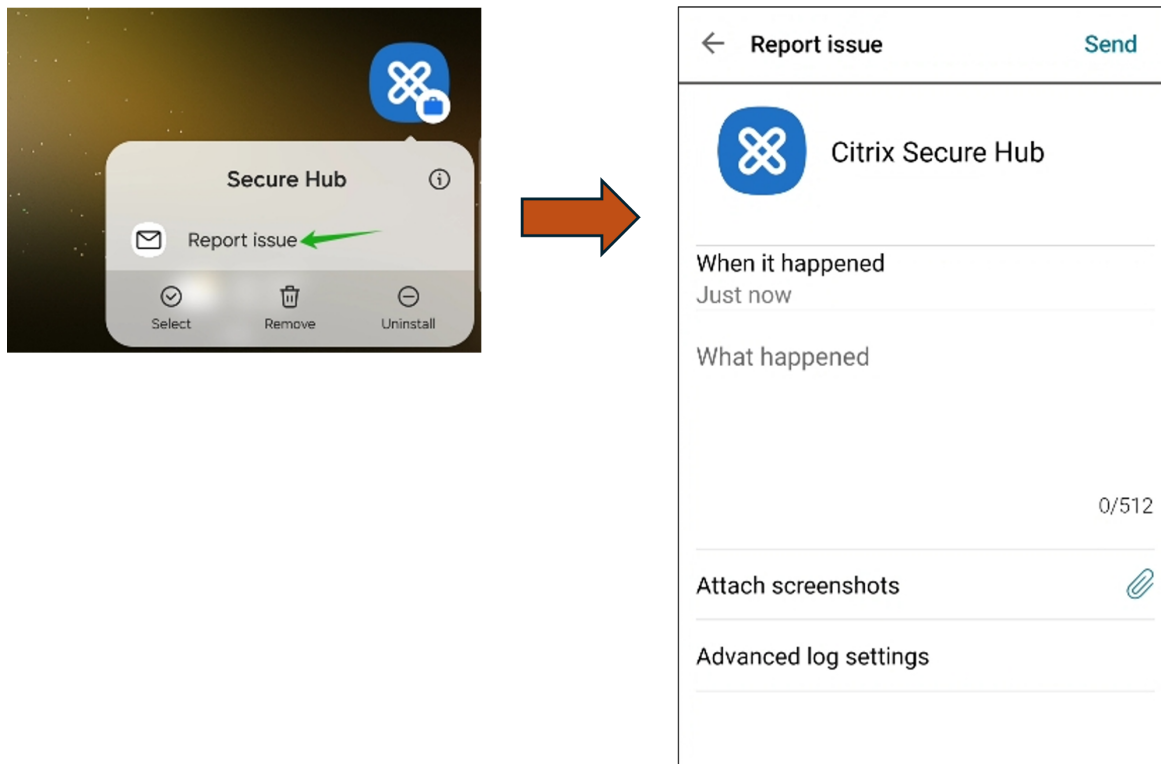 Secure Hub
Report issue
Select
Remove
Uninstall
Report issue
Send
Citrix Secure Hub
When it happened
Just now
What happened
0/512
Attach screenshots
Advanced log settings